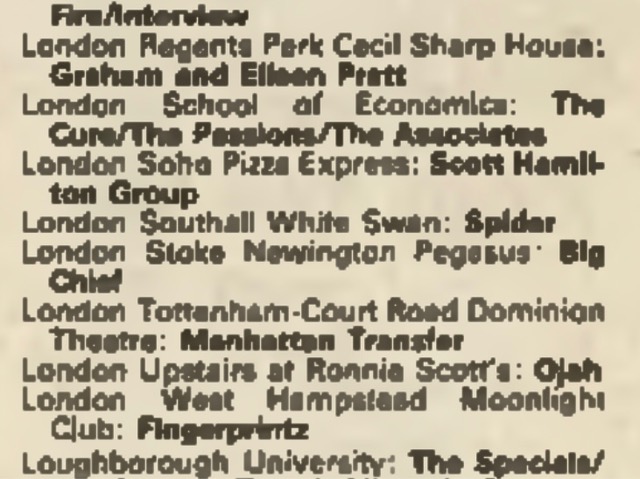 Fire/Interview
London Regents Park Cecil Sharp House:
Graham and Eileen Pratt
London School of Economics: The
Cure/The Passions/The Associates
London Soho Pizza Express: Scott Hamil-
ton Group
London Southall White Swan: Spider
London Stoke Newington Pegasus: Big
Chief
London Tottenham-Court Road Dominion
Theatre: Manhattan Transfer
London Upstairs at Ronnie Scott's: Ojah
London West Hampstead Moonlight
Club: Fingerprintz
Loughborough University: The Specials/